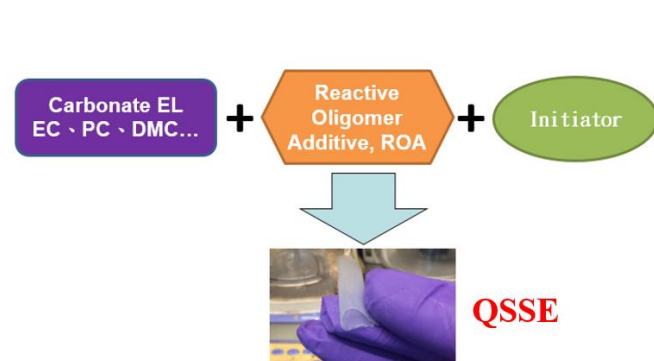 Carbonate EL
EC、PC、DMC...
+
Reactive
Oligomer
Additive, ROA
+
Initiator
QSSE